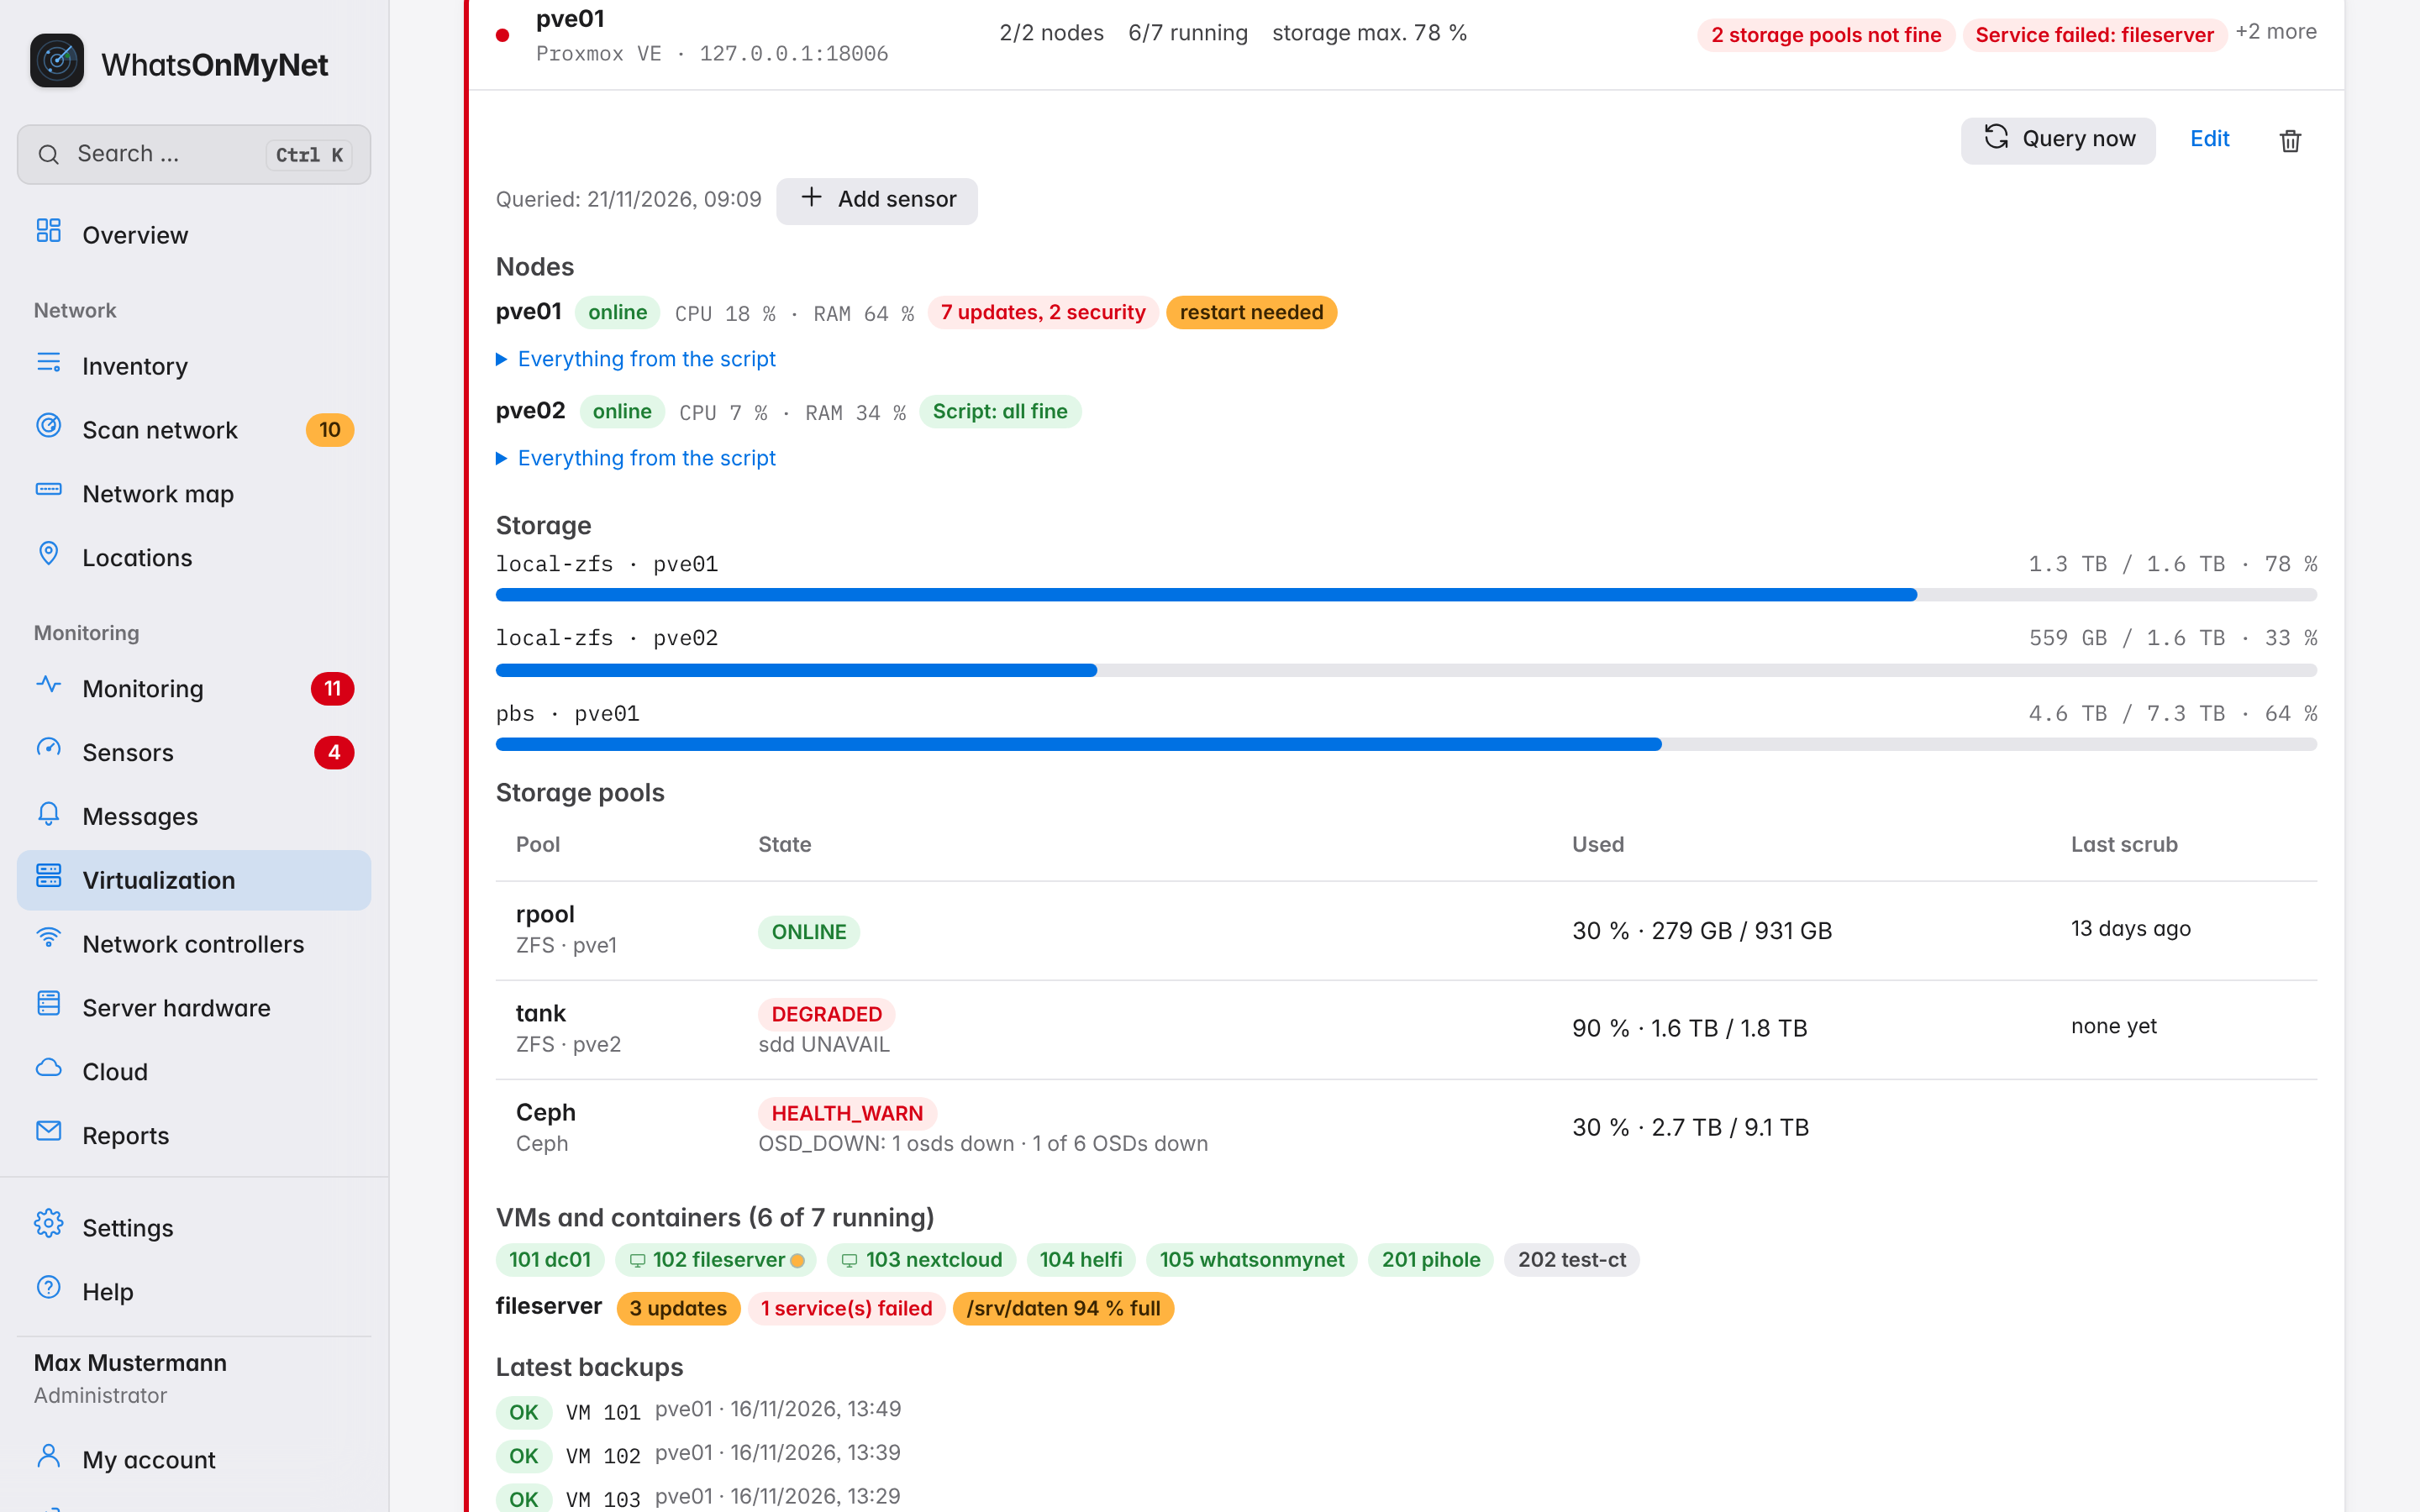 WhatsOnMyNet
Search ... Ctrl K
Overview
Network
Inventory
Scan network 10
Network map
Locations
Monitoring
Monitoring 11
Sensors 4
Messages
Virtualization
Network controllers
Server hardware
Cloud
Reports
Settings
Help
Max Mustermann
Administrator
My account
pve01
Proxmox VE · 127.0.0.1:18006
2/2 nodes 6/7 running storage max. 78 %
2 storage pools not fine Service failed: fileserver +2 more
Query now Edit
Queried: 21/11/2026, 09:09 Add sensor
Nodes
pve01 online CPU 18 % · RAM 64 % 7 updates, 2 security restart needed
Everything from the script
pve02 online CPU 7 % · RAM 34 % Script: all fine
Everything from the script
Storage
local-zfs · pve01 1.3 TB / 1.6 TB · 78 %
local-zfs · pve02 559 GB / 1.6 TB · 33 %
pbs · pve01 4.6 TB / 7.3 TB · 64 %
Storage pools
Pool State Used Last scrub
rpool
ZFS · pve1
ONLINE
30 % · 279 GB / 931 GB
13 days ago
tank
ZFS · pve2
DEGRADED
sdd UNAVAIL
90 % · 1.6 TB / 1.8 TB
none yet
Ceph
Ceph
HEALTH_WARN
OSD_DOWN: 1 osds down · 1 of 6 OSDs down
30 % · 2.7 TB / 9.1 TB
VMs and containers (6 of 7 running)
101 dc01 102 fileserver 103 nextcloud 104 helfi 105 whatsonmynet 201 pihole 202 test-ct
fileserver 3 updates 1 service(s) failed /srv/daten 94 % full
Latest backups
OK VM 101 pve01 · 16/11/2026, 13:49
OK VM 102 pve01 · 16/11/2026, 13:39
OK VM 103 pve01 · 16/11/2026, 13:29